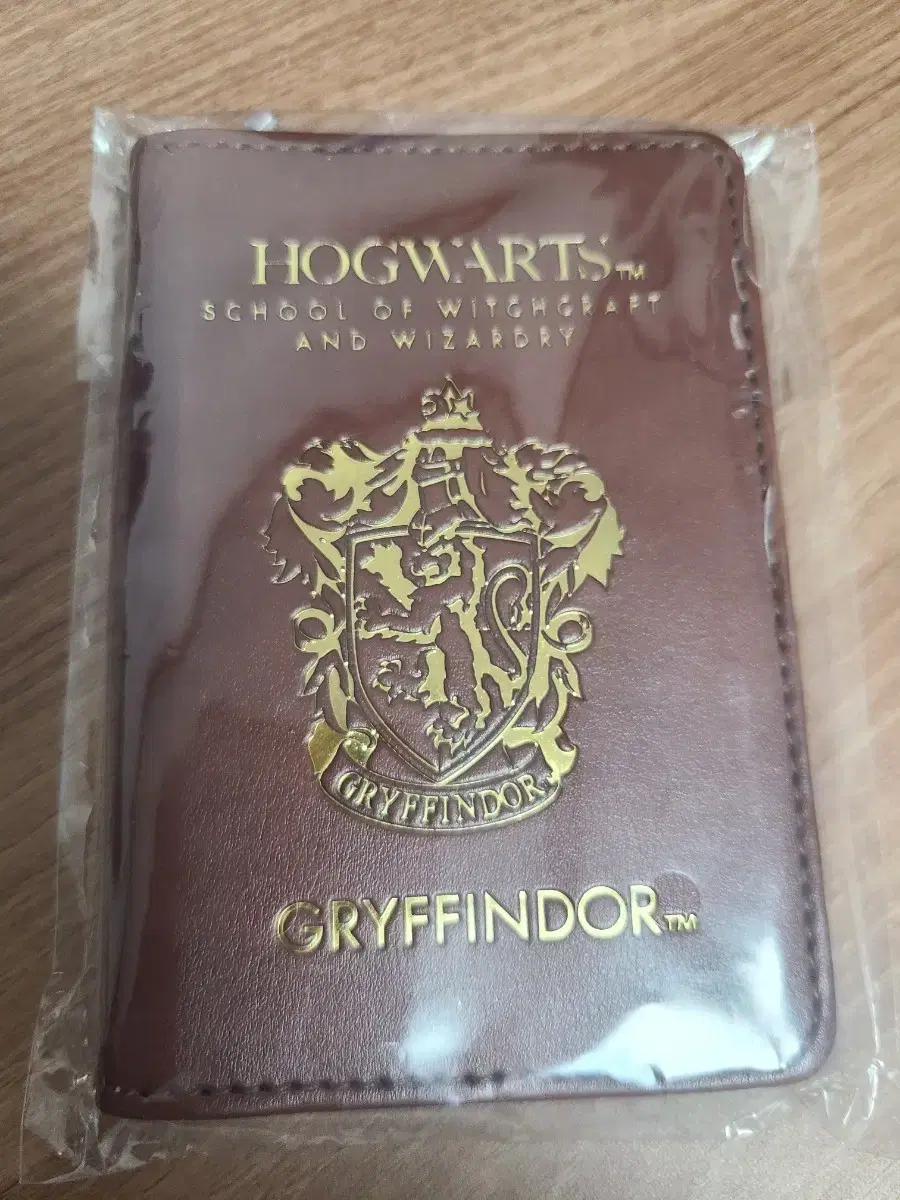 HOGWARTS™
SCHOOL OF WITCHCRAFT
AND WIZARDRY
GRYFFINDOR
GRYFFINDOR™